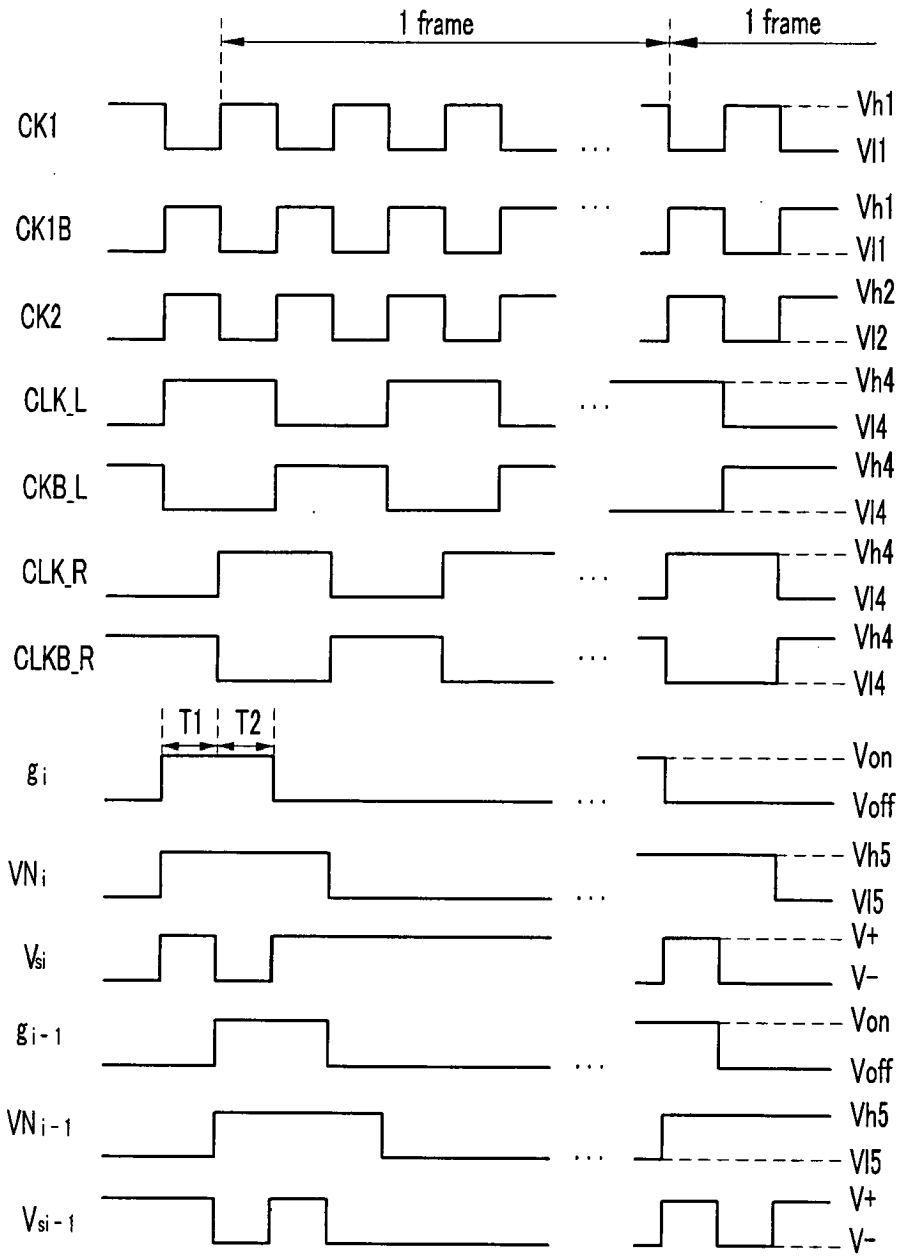 1 frame 1 frame
CK1 Vh1
Vl1
CK1B Vh1
Vl1
CK2 Vh2
Vl2
CLK_L Vh4
... Vl4
CKB_L Vh4
Vl4
CLK_R Vh4
... Vl4
CLKB_R Vh4
... Vl4
T1 T2
gi Von
... Voff
VNi Vh5
... Vl5
Vsi V+
V-
gi-1 Von
... Voff
VNi-1 Vh5
... Vl5
Vsi-1 V+
V-